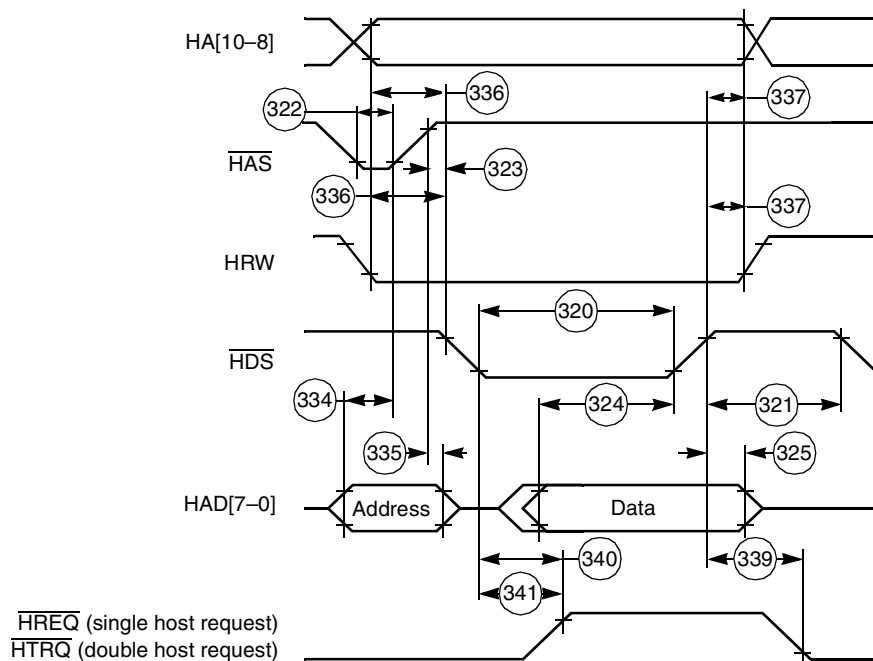 HA[10–8]
336
337
322
HAS
323
336
337
HRW
320
HDS
334
324
321
335
325
HAD[7–0]
Address
Data
340
339
341
HREQ (single host request)
HTRQ (double host request)